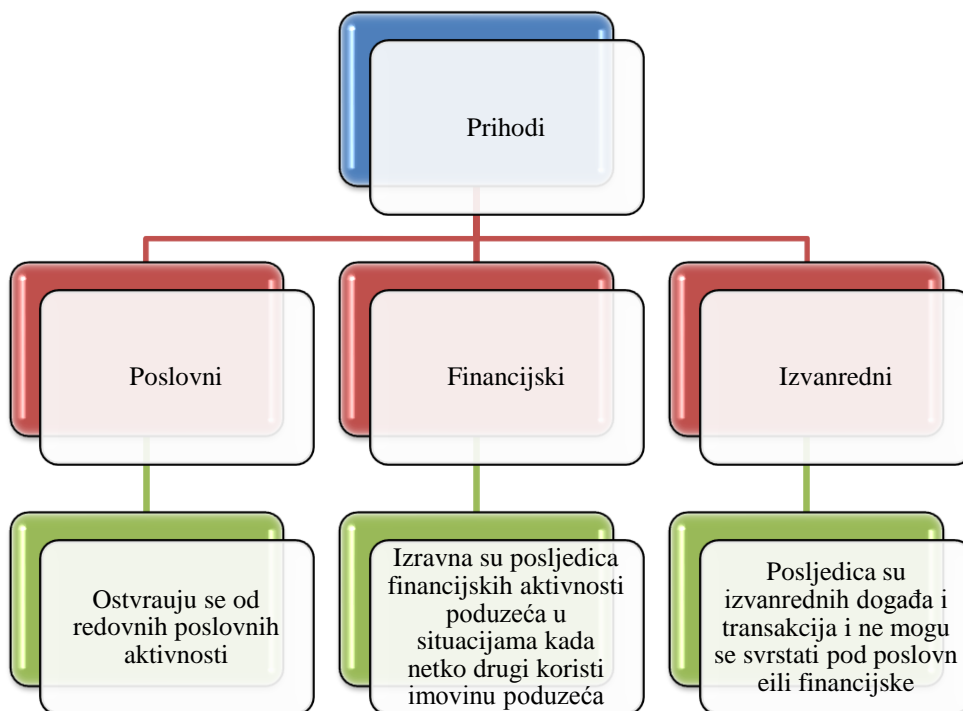 Prihodi
Poslovni
Financijski
Izvanredni
Ostvrauju se od
redovnih poslovnih
aktivnosti
Izravna su posljedica
financijskih aktivnosti
poduzeća u
situacijama kada
netko drugi koristi
imovinu poduzeća
Posljedica su
izvanrednih događa i
transakcija i ne mogu
se svrstati pod poslovn
eili financijske